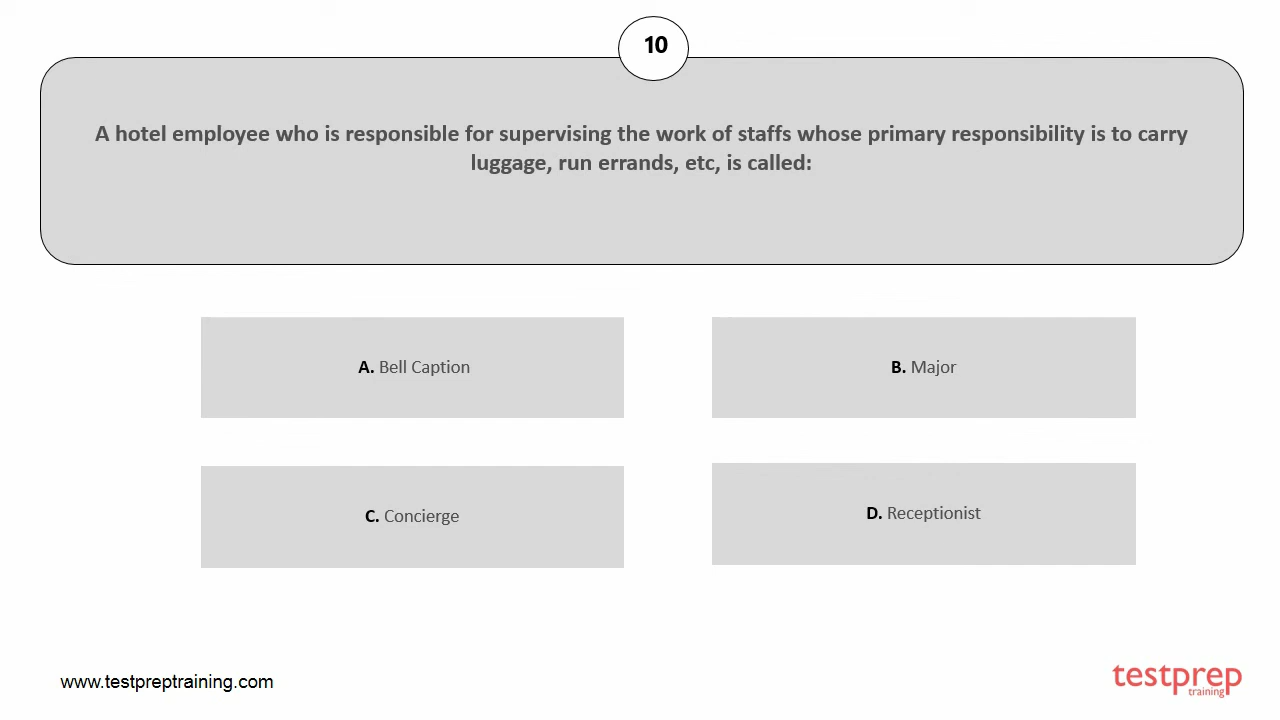 10
A hotel employee who is responsible for supervising the work of staffs whose primary responsibility is to carry
luggage, run errands, etc, is called:
A. Bell Caption
B. Major
C. Concierge
D. Receptionist
www.testpreptraining.com
testprep
training